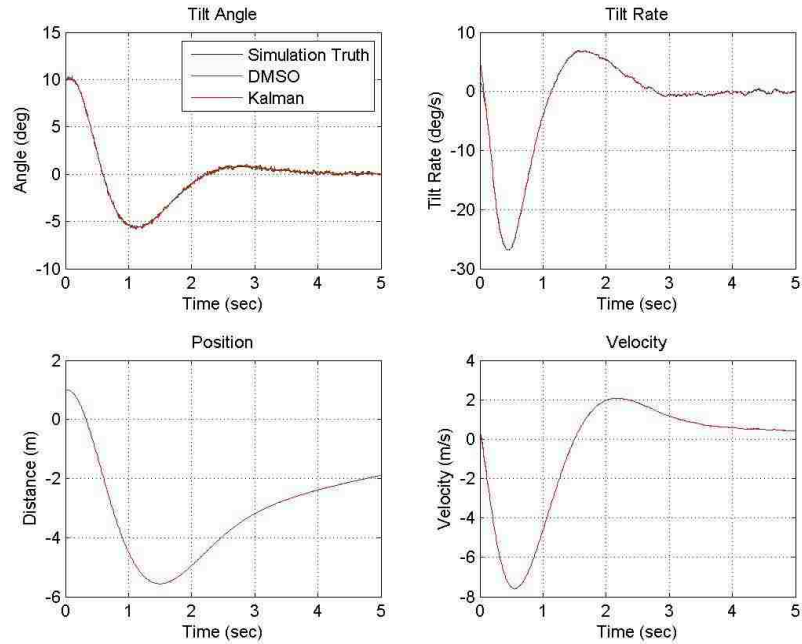 Tilt Angle
15
10
5
0
-5
-10
Angle (deg)
Simulation Truth
DMSO
Kalman
0 1 2 3 4 5
Time (sec)
Tilt Rate
10
0
-10
-20
-30
Tilt Rate (deg/s)
0 1 2 3 4 5
Time (sec)
Position
2
0
-2
-4
-6
Distance (m)
0 1 2 3 4 5
Time (sec)
Velocity
4
2
0
-2
-4
-6
-8
Velocity (m/s)
0 1 2 3 4 5
Time (sec)